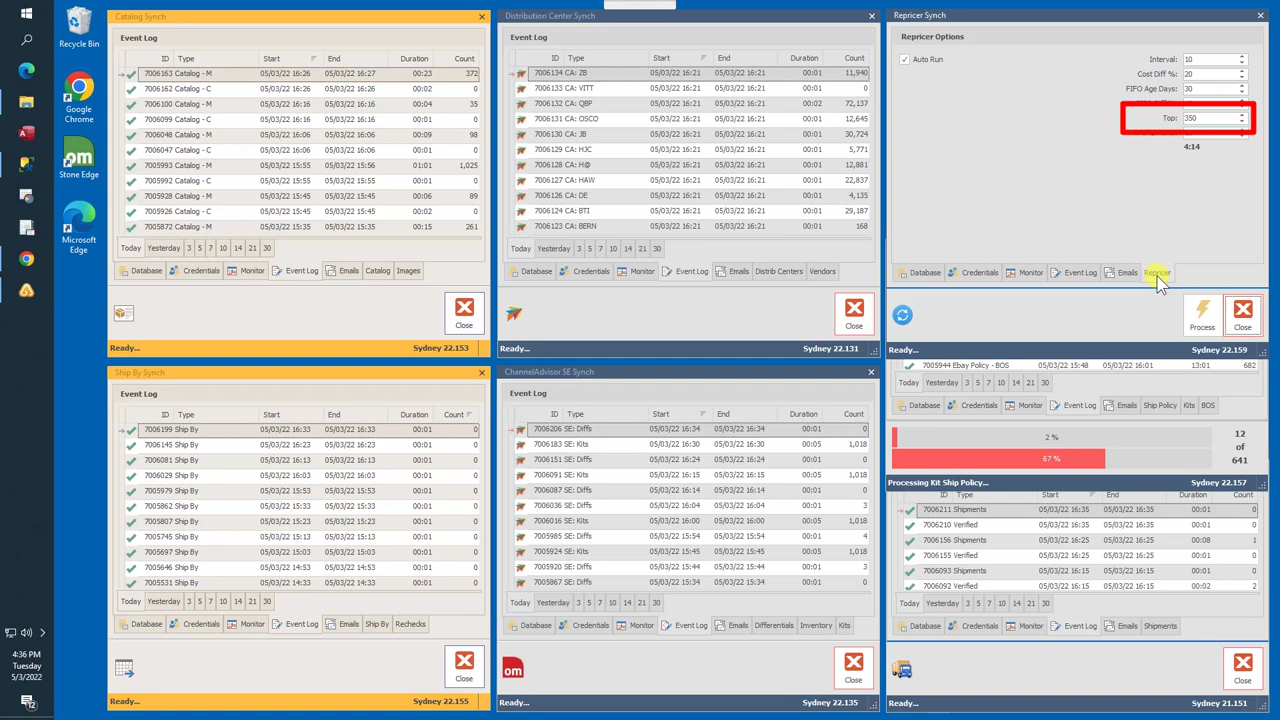 Recycle Bin
Google
Chrome
om
Stone Edge
Microsoft
Edge
4:36 PM
Tuesday
5/3/2022
Catalog Synch
Event Log
ID Type Start End Duration Count
7006163 Catalog - M 05/03/22 16:26 05/03/22 16:27 00:23 372
7006162 Catalog - C 05/03/22 16:26 05/03/22 16:26 00:02 0
7006100 Catalog - M 05/03/22 16:16 05/03/22 16:16 00:04 35
7006099 Catalog - C 05/03/22 16:16 05/03/22 16:16 00:01 0
7006048 Catalog - M 05/03/22 16:06 05/03/22 16:06 00:09 98
7006047 Catalog - C 05/03/22 16:06 05/03/22 16:06 00:02 0
7005993 Catalog - M 05/03/22 15:55 05/03/22 15:56 01:01 1,025
7005992 Catalog - C 05/03/22 15:55 05/03/22 15:55 00:01 0
7005928 Catalog - M 05/03/22 15:45 05/03/22 15:45 00:06 89
7005926 Catalog - C 05/03/22 15:45 05/03/22 15:45 00:02 0
7005872 Catalog - M 05/03/22 15:35 05/03/22 15:35 00:15 261
Today Yesterday 3 5 7 10 14 21 30
Database Credentials Monitor Event Log Emails Catalog Images
Close
Ready... Sydney 22.153
Distribution Center Synch
Event Log
ID Type Start End Duration Count
7006134 CA: ZB 05/03/22 16:21 05/03/22 16:21 00:01 11,940
7006133 CA: VITT 05/03/22 16:21 05/03/22 16:21 00:01 0
7006132 CA: QBP 05/03/22 16:21 05/03/22 16:21 00:02 72,137
7006131 CA: OSCO 05/03/22 16:21 05/03/22 16:21 00:01 12,645
7006130 CA: JB 05/03/22 16:21 05/03/22 16:21 00:01 30,724
7006129 CA: HJC 05/03/22 16:21 05/03/22 16:21 00:01 5,771
7006128 CA: H@ 05/03/22 16:21 05/03/22 16:21 00:01 12,881
7006127 CA: HAW 05/03/22 16:21 05/03/22 16:21 00:01 2,372
7006126 CA: DE 05/03/22 16:21 05/03/22 16:21 00:01 4,135
7006124 CA: BTI 05/03/22 16:21 05/03/22 16:21 00:01 29,187
7006123 CA: BERN 05/03/22 16:21 05/03/22 16:21 00:01 168
Today Yesterday 3 5 7 10 14 21 30
Database Credentials Monitor Event Log Emails Distrib Centers Vendors
Close
Ready... Sydney 22.131
Repricer Synch
Repricer Options
Auto Run
Interval: 10
Cost Diff %: 20
FIFO Age Days: 30
Top: 350
4:14
Database Credentials Monitor Event Log Emails Repricer
Process
Close
Ready... Sydney 22.159
Ship By Synch
Event Log
ID Type Start End Duration Count
7006199 Ship By 05/03/22 16:33 05/03/22 16:33 00:01 0
7006145 Ship By 05/03/22 16:23 05/03/22 16:23 00:01 0
7006081 Ship By 05/03/22 16:13 05/03/22 16:13 00:01 0
7006029 Ship By 05/03/22 16:03 05/03/22 16:03 00:01 0
7005979 Ship By 05/03/22 15:53 05/03/22 15:53 00:01 0
7005862 Ship By 05/03/22 15:33 05/03/22 15:33 00:01 0
7005807 Ship By 05/03/22 15:23 05/03/22 15:23 00:01 0
7005745 Ship By 05/03/22 15:13 05/03/22 15:13 00:01 0
7005697 Ship By 05/03/22 15:03 05/03/22 15:03 00:01 0
7005646 Ship By 05/03/22 14:53 05/03/22 14:53 00:01 0
7005531 Ship By 05/03/22 14:33 05/03/22 14:33 00:01 0
Today Yesterday 3 5 7 10 14 21 30
Database Credentials Monitor Event Log Emails Ship By Rechecks
Close
Ready... Sydney 22.155
ChannelAdvisor SE Synch
Event Log
ID Type Start End Duration Count
7006206 SE: Diffs 05/03/22 16:34 05/03/22 16:34 00:01 0
7006183 SE: Kits 05/03/22 16:30 05/03/22 16:30 00:05 1,018
7006151 SE: Diffs 05/03/22 16:24 05/03/22 16:24 00:01 0
7006091 SE: Kits 05/03/22 16:15 05/03/22 16:15 00:05 1,018
7006087 SE: Diffs 05/03/22 16:14 05/03/22 16:14 00:01 0
7006036 SE: Diffs 05/03/22 16:04 05/03/22 16:04 00:01 3
7006016 SE: Kits 05/03/22 16:00 05/03/22 16:00 00:05 1,018
7005985 SE: Diffs 05/03/22 15:54 05/03/22 15:54 00:01 4
7005924 SE: Kits 05/03/22 15:45 05/03/22 15:45 00:05 1,018
7005920 SE: Diffs 05/03/22 15:44 05/03/22 15:44 00:01 3
7005867 SE: Diffs 05/03/22 15:34 05/03/22 15:34 00:01 0
Today Yesterday 3 5 7 10 14 21 30
Database Credentials Monitor Event Log Emails Differentials Inventory Kits
om
Close
Ready... Sydney 22.135
7005944 Ebay Policy - BOS 05/03/22 15:48 05/03/22 16:01 13:01 682
Today Yesterday 3 5 7 10 14 21 30
Database Credentials Monitor Event Log Emails Ship Policy Kits BOS
2 %
67 %
12
of
641
Processing Kit Ship Policy... Sydney 22.157
ID Type Start End Duration Count
7006211 Shipments 05/03/22 16:35 05/03/22 16:35 00:01 0
7006210 Verified 05/03/22 16:35 05/03/22 16:35 00:01 0
7006156 Shipments 05/03/22 16:25 05/03/22 16:25 00:08 1
7006155 Verified 05/03/22 16:25 05/03/22 16:25 00:01 0
7006093 Shipments 05/03/22 16:15 05/03/22 16:15 00:01 0
7006092 Verified 05/03/22 16:15 05/03/22 16:15 00:02 2
Today Yesterday 3 5 7 10 14 21 30
Database Credentials Monitor Event Log Emails Shipments
Close
Ready... Sydney 21.151